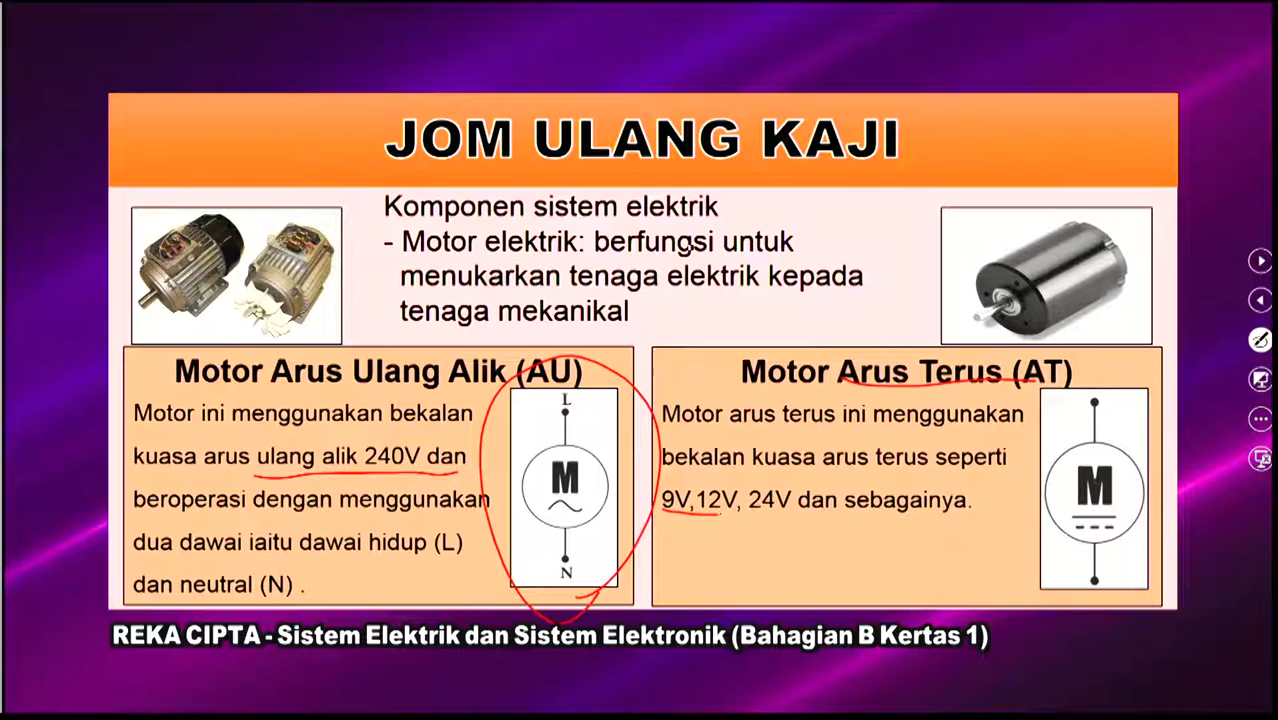 JOM ULANG KAJI
Komponen sistem elektrik
- Motor elektrik: berfungsi untuk
menukarkan tenaga elektrik kepada
tenaga mekanikal
Motor Arus Ulang Alik (AU)
Motor ini menggunakan bekalan
kuasa arus ulang alik 240V dan
beroperasi dengan menggunakan
dua dawai iaitu dawai hidup (L)
dan neutral (N) .
L
M
N
Motor Arus Terus (AT)
Motor arus terus ini menggunakan
bekalan kuasa arus terus seperti
9V,12V, 24V dan sebagainya.
M
REKA CIPTA - Sistem Elektrik dan Sistem Elektronik (Bahagian B Kertas 1)